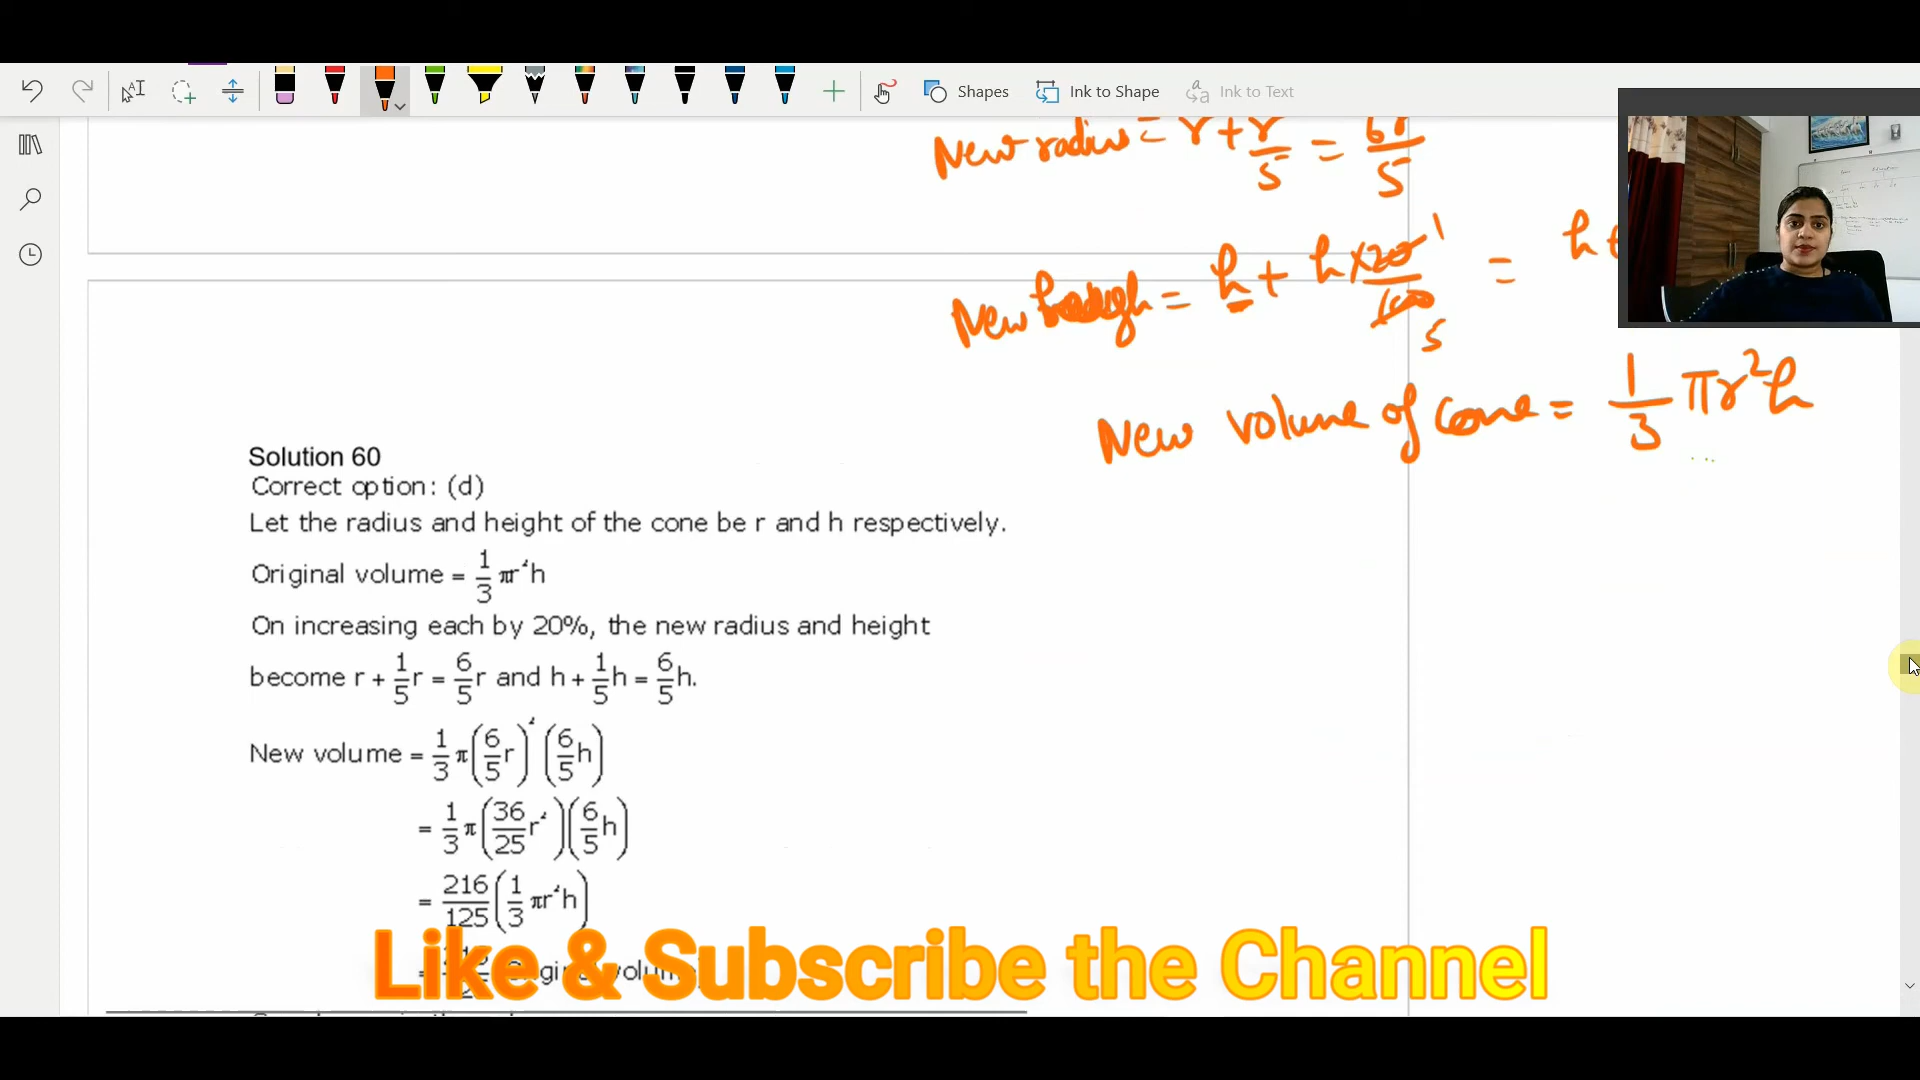 Shapes Ink to Shape Ink to Text
New radius = r + r/5 = 6r/5
New heigh = h + h × 20/100 1 5 = h +
New volume of cone = 1/3 πr²h
Solution 60
Correct option: (d)
Let the radius and height of the cone be r and h respectively.
Original volume = 1/3 πr²h
On increasing each by 20%, the new radius and height
become r + 1/5 r = 6/5 r and h + 1/5 h = 6/5 h.
New volume = 1/3 π(6/5 r)² (6/5 h)
= 1/3 π(36/25 r²)(6/5 h)
= 216/125 (1/3 πr²h)
Like & Subscribe the Channel